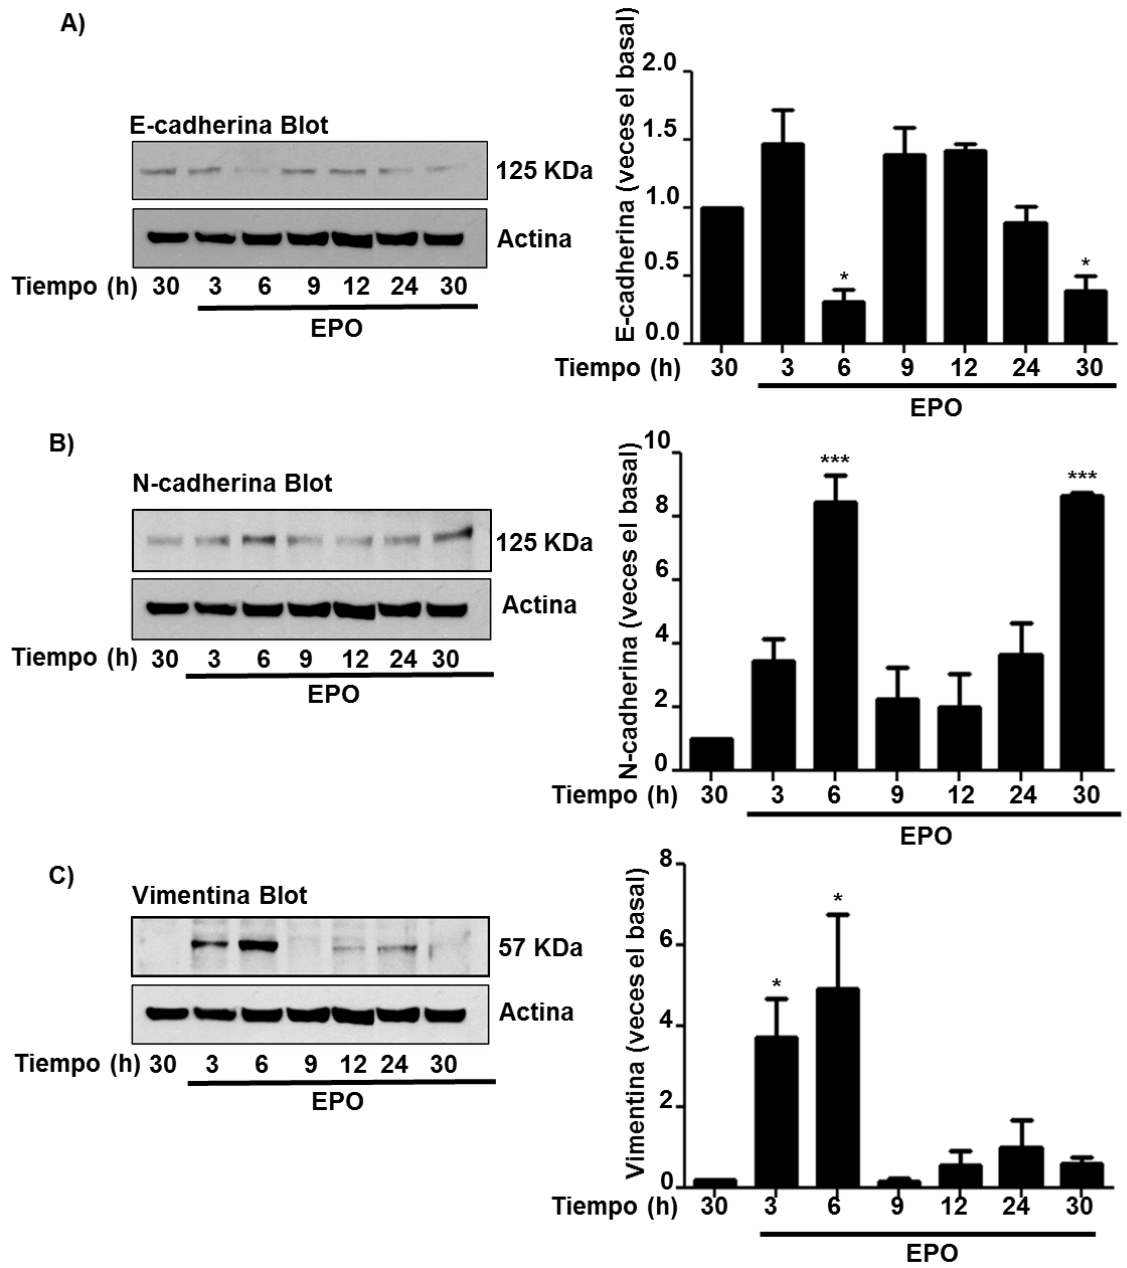 A)
E-cadherina Blot
125 KDa
Actina
Tiempo (h) 30 3 6 9 12 24 30
EPO
E-cadherina (veces el basal)
2.0
1.5
1.0
0.5
0.0
*
*
Tiempo (h) 30 3 6 9 12 24 30
EPO
B)
N-cadherina Blot
125 KDa
Actina
Tiempo (h) 30 3 6 9 12 24 30
EPO
N-cadherina (veces el basal)
10
8
6
4
2
0
***
***
Tiempo (h) 30 3 6 9 12 24 30
EPO
C)
Vimentina Blot
57 KDa
Actina
Tiempo (h) 30 3 6 9 12 24 30
EPO
Vimentina (veces el basal)
8
6
4
2
0
*
*
Tiempo (h) 30 3 6 9 12 24 30
EPO